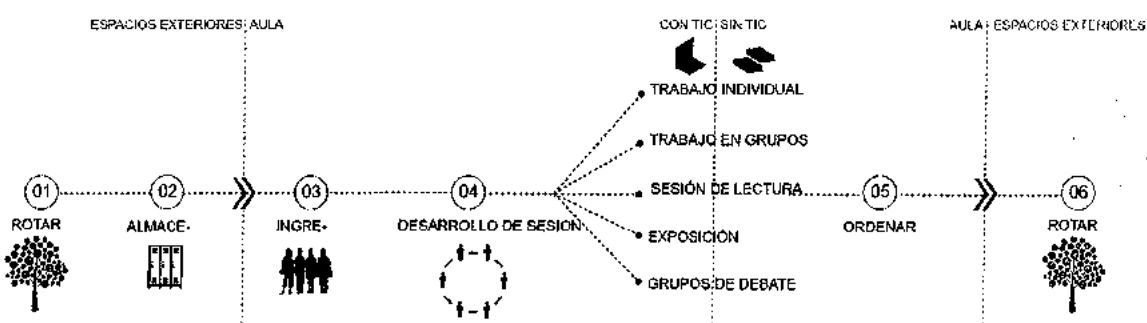 ESPACIOS EXTERIORES AULA
CON TIC SIN TIC
AULA ESPACIOS EXTERIORES
TRABAJO INDIVIDUAL
TRABAJO EN GRUPOS
SESIÓN DE LECTURA
EXPOSICIÓN
GRUPOS DE DEBATE
01
ROTAR
02
ALMACE-
03
INGRE-
04
DESARROLLO DE SESION
05
ORDENAR
06
ROTAR